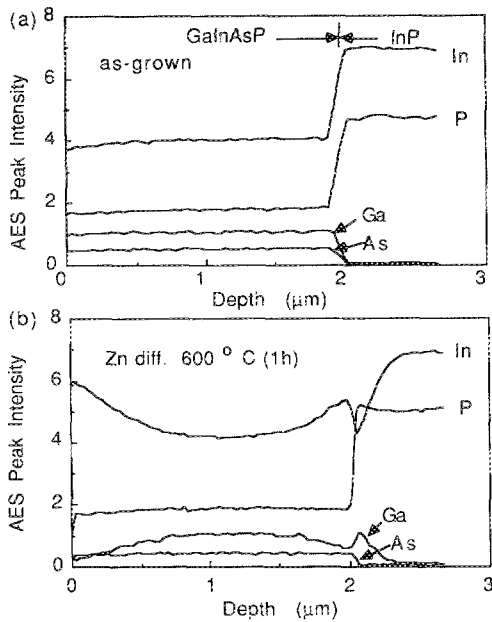 (a)
8
GaInAsP InP
as-grown
In
6
P
4
2
Ga
As
0
0 1 2 3
Depth (μm)
AES Peak Intensity
(b)
8
Zn diff. 600 ° C (1h)
In
6
P
4
2
Ga
As
0
0 1 2 3
Depth (μm)
AES Peak Intensity